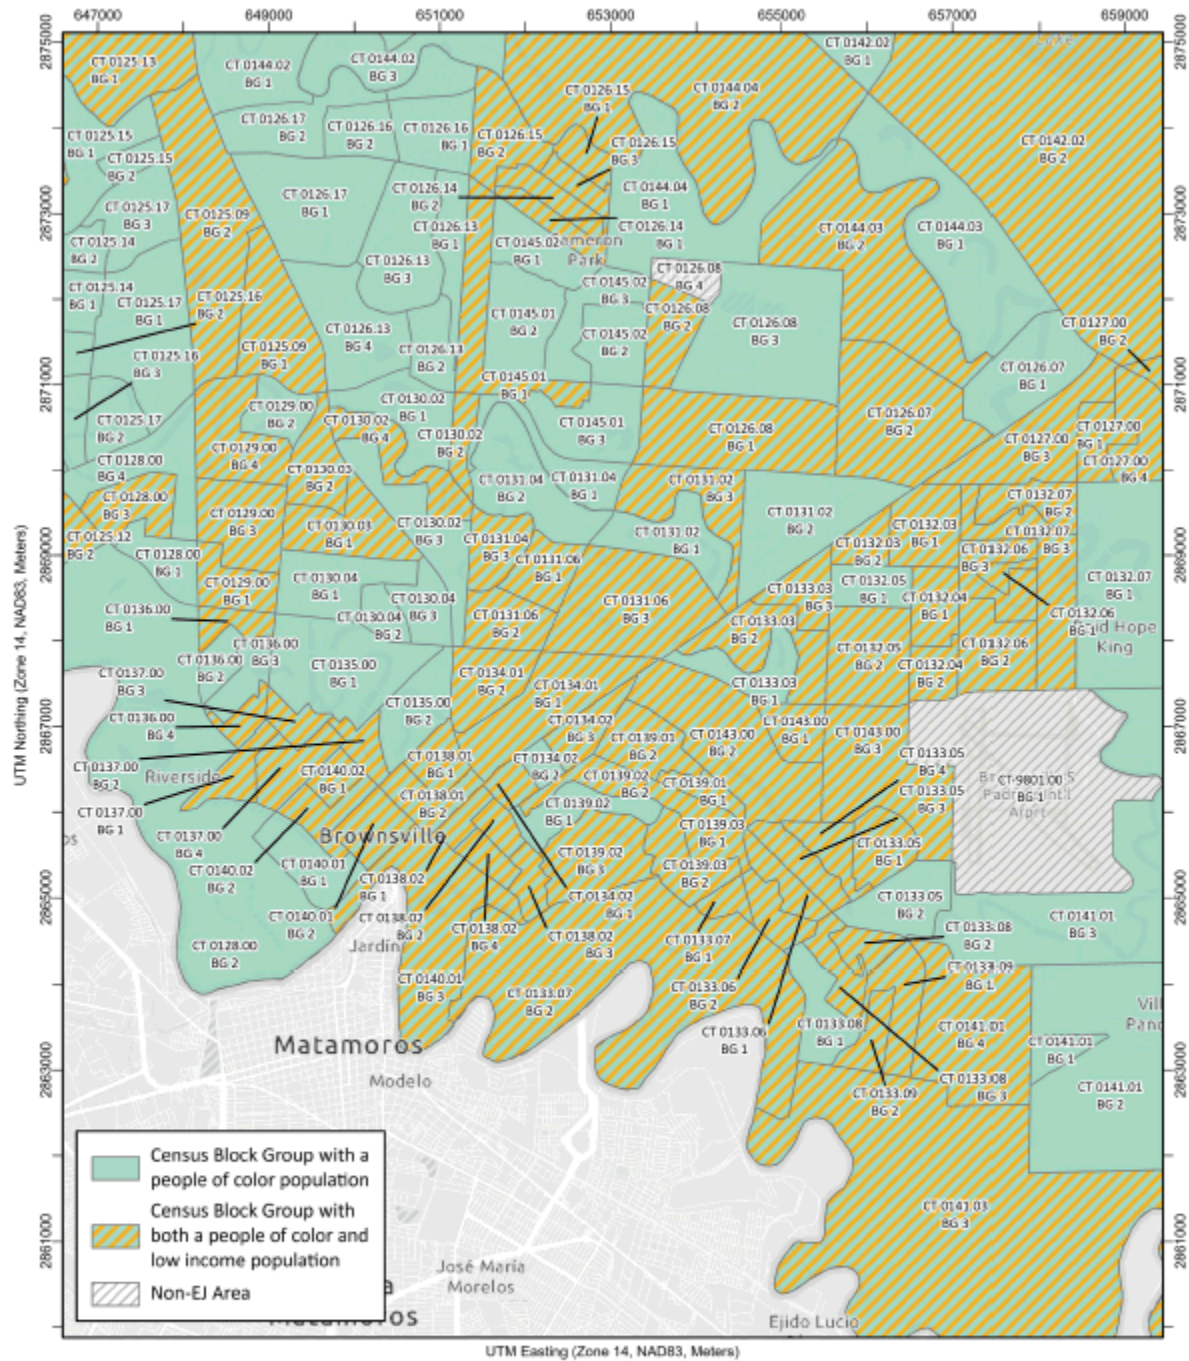 647000
649000
651000
653000
655000
657000
659000
2875000
2875000
CT 0125.13
BG 1
CT 0144.02
BG 1
CT 0144.02
BG 3
CT 0142.02
BG 1
CT 0126.15
BG 1
CT 0144.04
BG 2
CT 0142.02
BG 2
CT 0125.15
BG 1
CT 0125.15
BG 2
CT 0126.17
BG 2
CT 0126.16
BG 2
CT 0126.16
BG 1
CT 0126.15
BG 2
CT 0126.15
BG 3
2873000
2873000
CT 0125.17
BG 3
CT 0125.09
BG 2
CT 0126.17
BG 1
CT 0126.14
BG 2
CT 0144.04
BG 1
CT 0126.13
BG 1
CT 0126.14
BG 1
CT 0144.03
BG 2
CT 0144.03
BG 1
CT 0125.14
BG 2
CT 0145.02
BG 1
Cameron
Park
CT 0126.13
BG 3
CT 0126.08
BG 4
CT 0125.14
BG 1
CT 0125.17
BG 1
CT 0125.16
BG 2
CT 0145.02
BG 3
CT 0145.01
BG 2
CT 0126.08
BG 2
CT 0126.08
BG 3
CT 0127.00
BG 2
CT 0125.16
BG 3
CT 0125.09
BG 1
CT 0126.13
BG 4
CT 0126.13
BG 2
CT 0145.02
BG 2
2871000
2871000
CT 0145.01
BG 1
CT 0126.07
BG 1
CT 0125.17
BG 2
CT 0129.00
BG 2
CT 0130.02
BG 1
CT 0130.02
BG 4
CT 0130.02
BG 2
CT 0145.01
BG 3
CT 0126.08
BG 1
CT 0126.07
BG 2
CT 0127.00
BG 3
CT 0127.00
BG 1
CT 0127.00
BG 4
CT 0128.00
BG 4
CT 0129.00
BG 4
CT 0130.03
BG 2
CT 0131.04
BG 2
CT 0131.04
BG 1
CT 0131.02
BG 3
CT 0128.00
BG 3
CT 0129.00
BG 3
CT 0130.03
BG 1
CT 0130.02
BG 3
CT 0131.02
BG 1
CT 0131.02
BG 2
CT 0132.03
BG 1
CT 0132.07
BG 2
CT 0132.07
BG 3
2869000
2869000
CT 0125.12
BG 2
CT 0128.00
BG 1
CT 0131.04
BG 3
CT 0131.06
BG 1
CT 0132.03
BG 2
CT 0132.06
BG 3
CT 0129.00
BG 1
CT 0130.04
BG 1
CT 0130.04
BG 3
CT 0130.04
BG 2
CT 0131.06
BG 2
CT 0131.06
BG 3
CT 0133.03
BG 3
CT 0132.05
BG 1
CT 0132.04
BG 1
CT 0132.07
BG 1
CT 0132.06
BG 1
CT 0136.00
BG 1
CT 0133.03
BG 2
King
CT 0136.00
BG 3
CT 0136.00
BG 2
CT 0135.00
BG 1
CT 0132.05
BG 2
CT 0132.04
BG 2
CT 0132.06
BG 2
CT 0137.00
BG 3
CT 0134.01
BG 2
CT 0134.01
BG 1
CT 0133.03
BG 1
2867000
2867000
CT 0136.00
BG 4
CT 0135.00
BG 2
CT 0134.02
BG 3
CT 0139.01
BG 2
CT 0143.00
BG 2
CT 0143.00
BG 1
CT 0143.00
BG 3
CT 0137.00
BG 2
Riverside
CT 0140.02
BG 1
CT 0138.01
BG 1
CT 0134.02
BG 2
CT 0139.02
BG 2
CT 0139.01
BG 1
CT 0133.05
BG 4
CT 0133.05
BG 3
CT 9801.00
BG 1
CT 0137.00
BG 1
CT 0138.01
BG 2
CT 0139.02
BG 1
CT 0139.03
BG 1
CT 0137.00
BG 4
Brownsville
CT 0133.05
BG 1
CT 0140.02
BG 2
CT 0140.01
BG 1
CT 0138.02
BG 1
CT 0139.02
BG 3
CT 0139.03
BG 2
2865000
2865000
CT 0134.02
BG 1
CT 0133.05
BG 2
CT 0141.01
BG 3
CT 0140.01
BG 2
CT 0138.02
BG 2
CT 0138.02
BG 4
CT 0138.02
BG 3
CT 0133.07
BG 1
CT 0133.08
BG 2
CT 0128.00
BG 2
Jardín
CT 0133.09
BG 1
CT 0140.01
BG 3
CT 0133.07
BG 2
CT 0133.06
BG 2
CT 0133.06
BG 1
CT 0133.08
BG 1
CT 0141.01
BG 4
CT 0141.01
BG 1
Matamoros
Modelo
2863000
2863000
CT 0133.09
BG 2
CT 0133.08
BG 3
CT 0141.01
BG 2
CT 0141.03
BG 3
2861000
2861000
José María
Morelos
Ejido Lucio
Census Block Group with a
people of color population
Census Block Group with
both a people of color and
low income population
Non-EJ Area
UTM Northing (Zone 14, NAD83, Meters)
UTM Easting (Zone 14, NAD83, Meters)